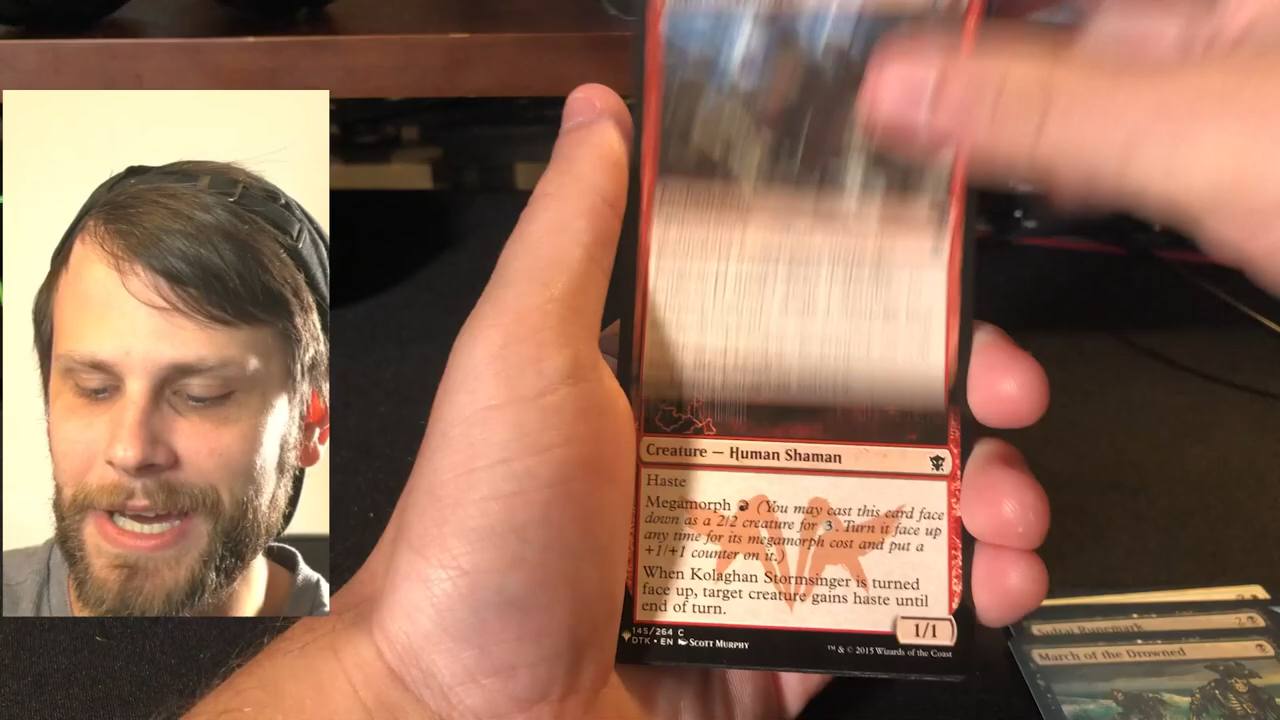 Creature — Human Shaman
Haste
Megamorph (You may cast this card face
down as a 2/2 creature for 3. Turn it face up
any time for its megamorph cost and put a
+1/+1 counter on it.)
When Kolaghan Stormsinger is turned
face up, target creature gains haste until
end of turn.
1/1
145/264 C
DTK • EN SCOTT MURPHY
™ & © 2015 Wizards of the Coast
2
March of the Drowned